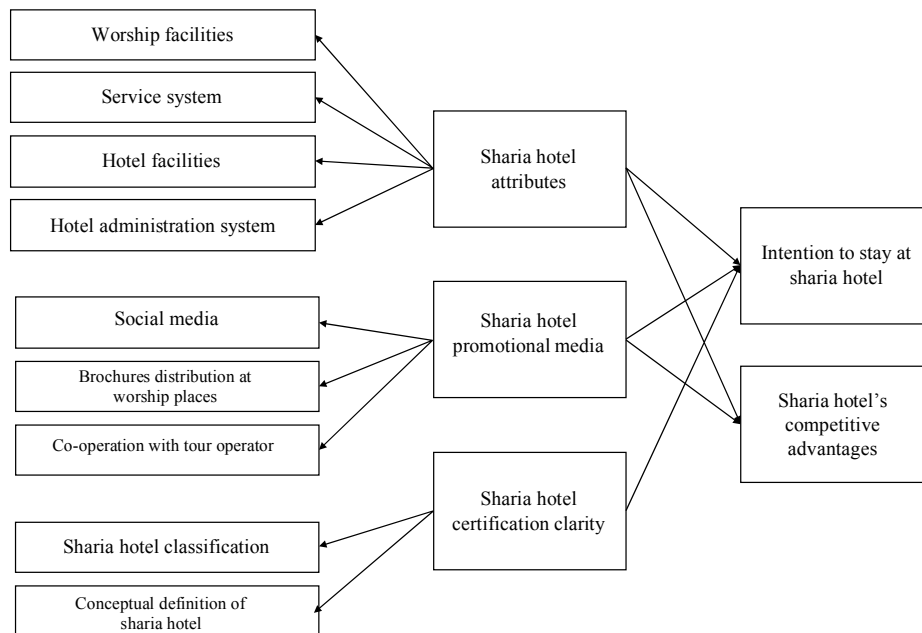 Worship facilities
Service system
Hotel facilities
Hotel administration system
Social media
Brochures distribution at
worship places
Co-operation with tour operator
Sharia hotel classification
Conceptual definition of
sharia hotel
Sharia hotel
attributes
Sharia hotel
promotional media
Sharia hotel
certification clarity
Intention to stay at
sharia hotel
Sharia hotel’s
competitive
advantages